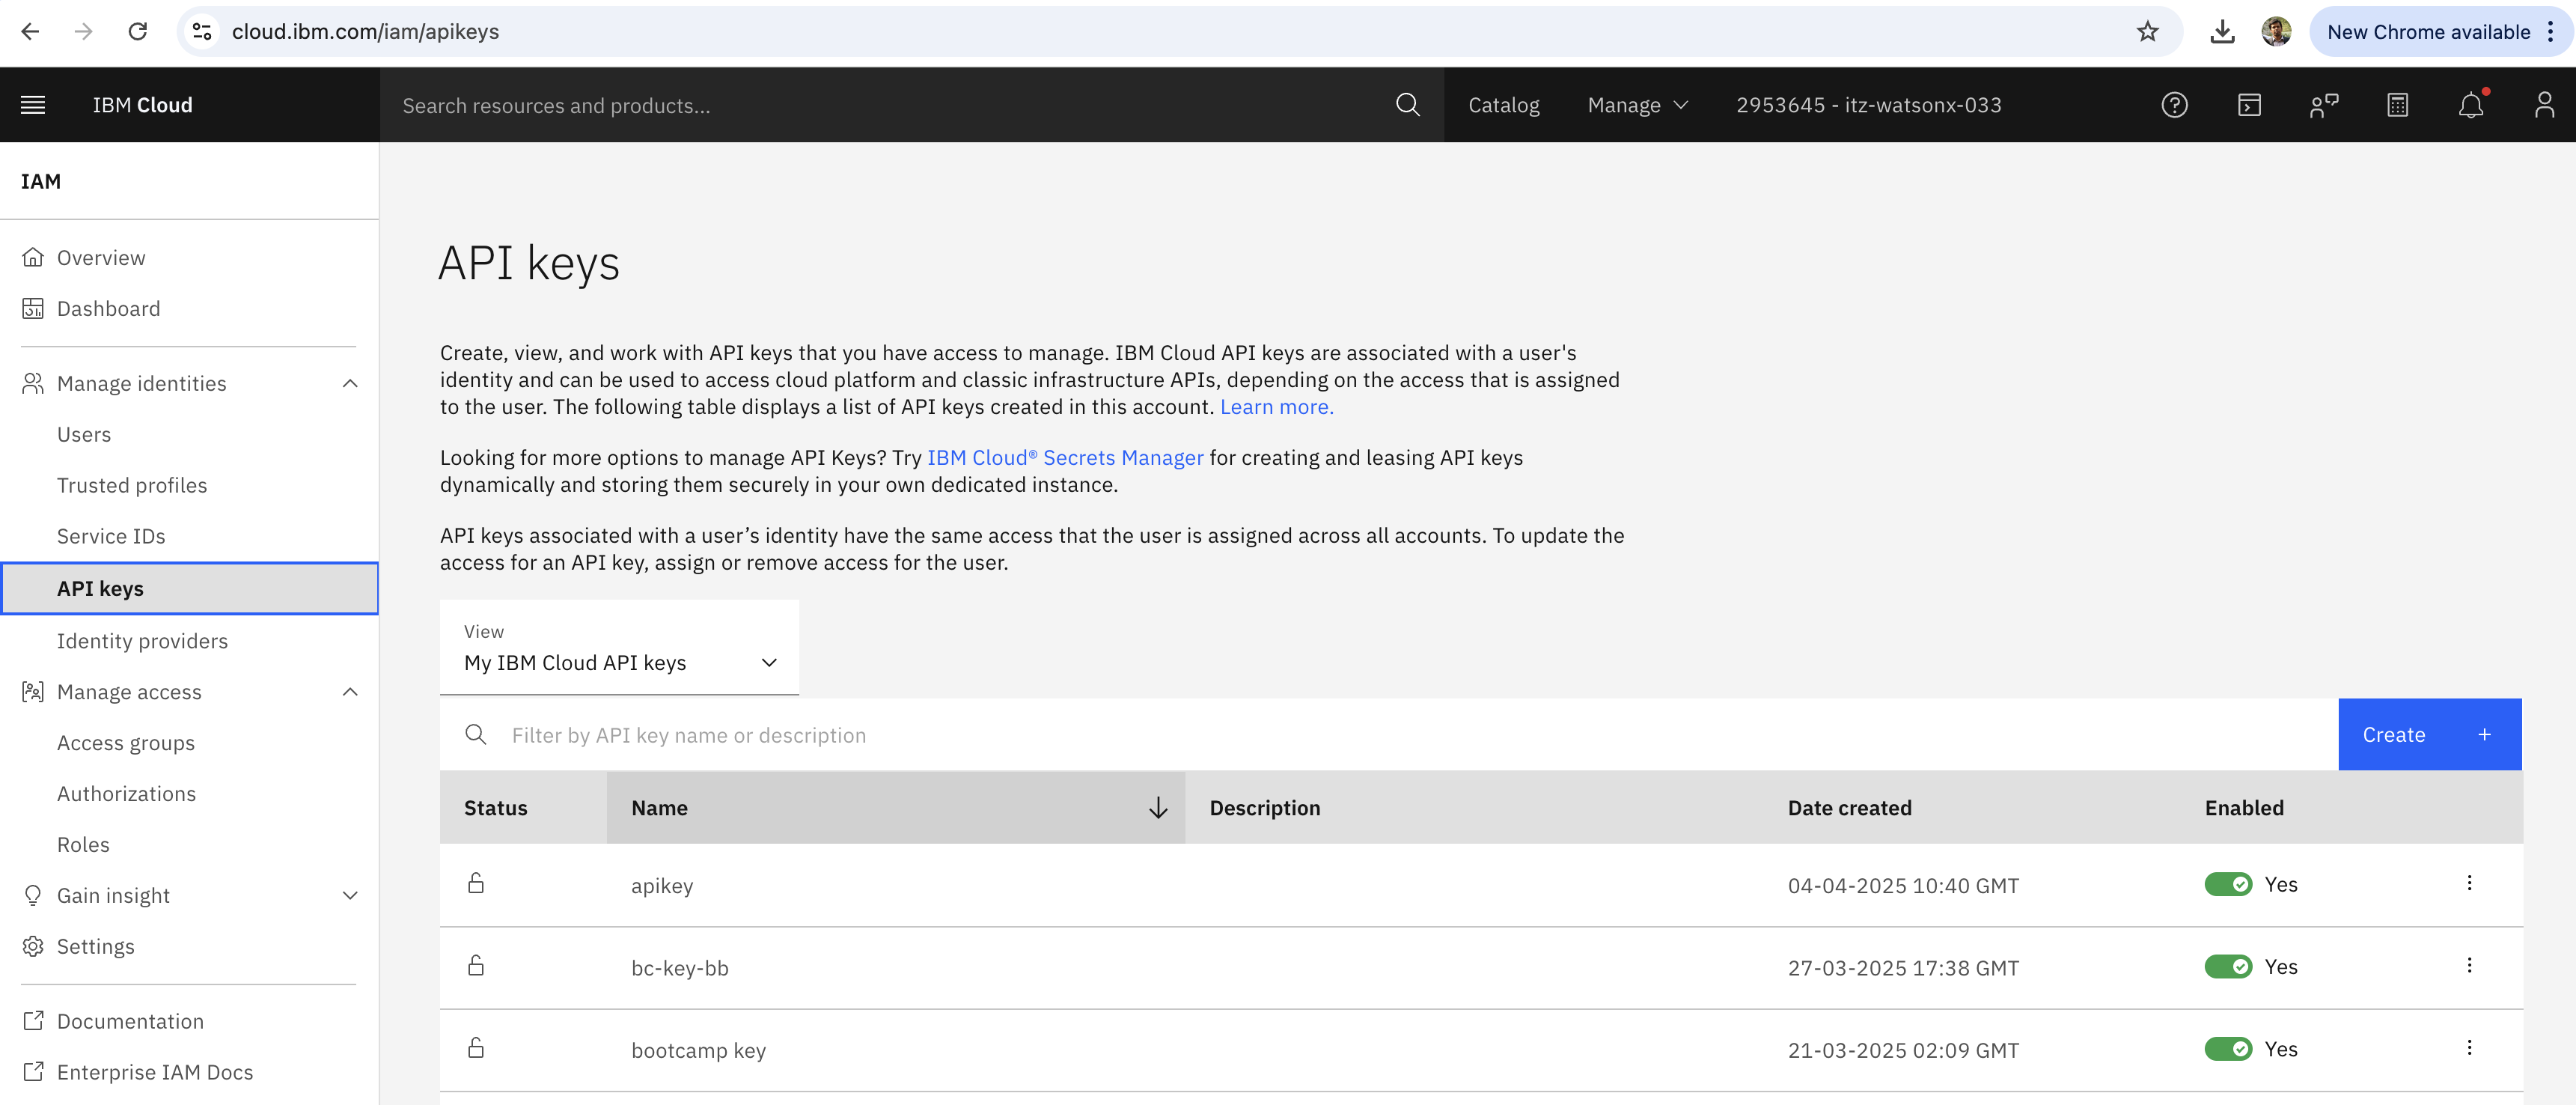 cloud.ibm.com/iam/apikeys
New Chrome available
IBM Cloud
Search resources and products...
Catalog
Manage
2953645 - itz-watsonx-033
IAM
Overview
Dashboard
Manage identities
Users
Trusted profiles
Service IDs
API keys
Identity providers
Manage access
Access groups
Authorizations
Roles
Gain insight
Settings
Documentation
Enterprise IAM Docs
API keys
Create, view, and work with API keys that you have access to manage. IBM Cloud API keys are associated with a user's
identity and can be used to access cloud platform and classic infrastructure APIs, depending on the access that is assigned
to the user. The following table displays a list of API keys created in this account. Learn more.
Looking for more options to manage API Keys? Try IBM Cloud® Secrets Manager for creating and leasing API keys
dynamically and storing them securely in your own dedicated instance.
API keys associated with a user’s identity have the same access that the user is assigned across all accounts. To update the
access for an API key, assign or remove access for the user.
View
My IBM Cloud API keys
Filter by API key name or description
Create +
Status Name Description Date created Enabled
apikey 04-04-2025 10:40 GMT Yes
bc-key-bb 27-03-2025 17:38 GMT Yes
bootcamp key 21-03-2025 02:09 GMT Yes